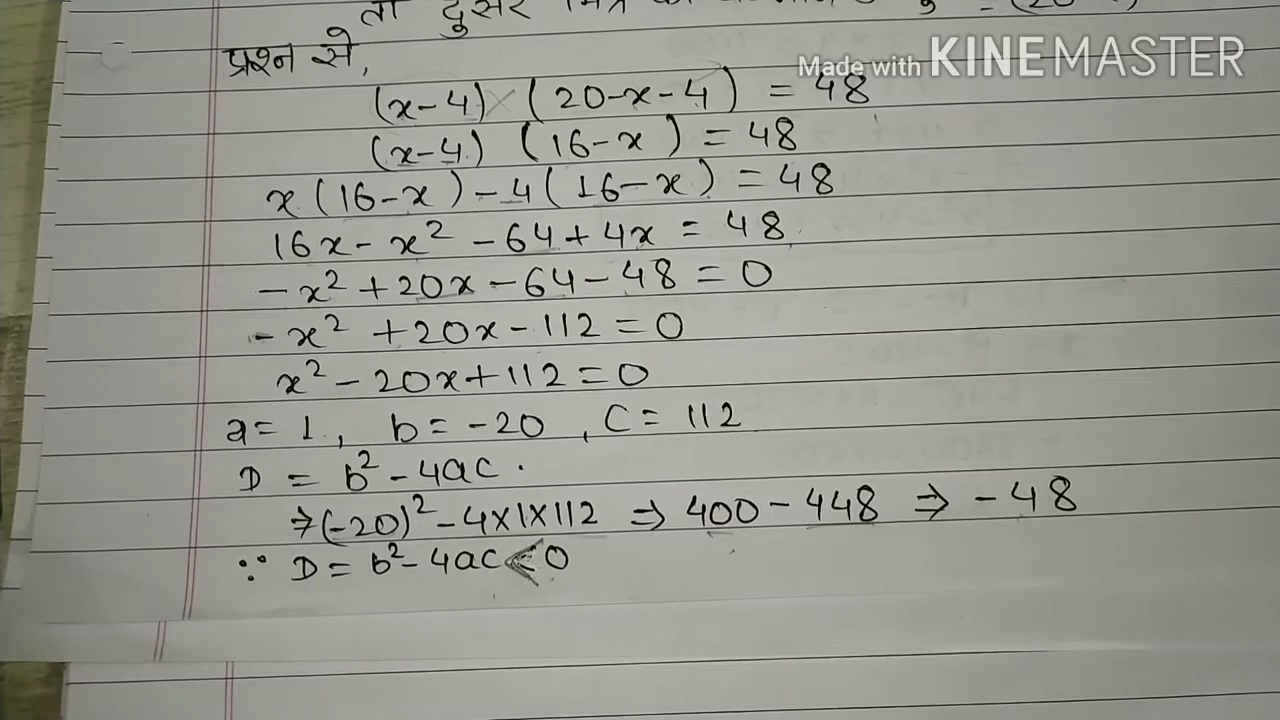 तो दूसरे मित्र
प्रश्न से,
Made with KINEMASTER
(x-4) (20-x-4) = 48
(x-4) (16-x) = 48
x(16-x) -4(16-x) = 48
16x - x² - 64 + 4x = 48
-x² + 20x - 64 - 48 = 0
-x² + 20x - 112 = 0
x² - 20x + 112 = 0
a = 1, b = -20, C = 112
D = b² - 4ac.
⇒ (-20)² - 4×1×112 ⇒ 400 - 448 ⇒ -48
∵ D = b² - 4ac < 0